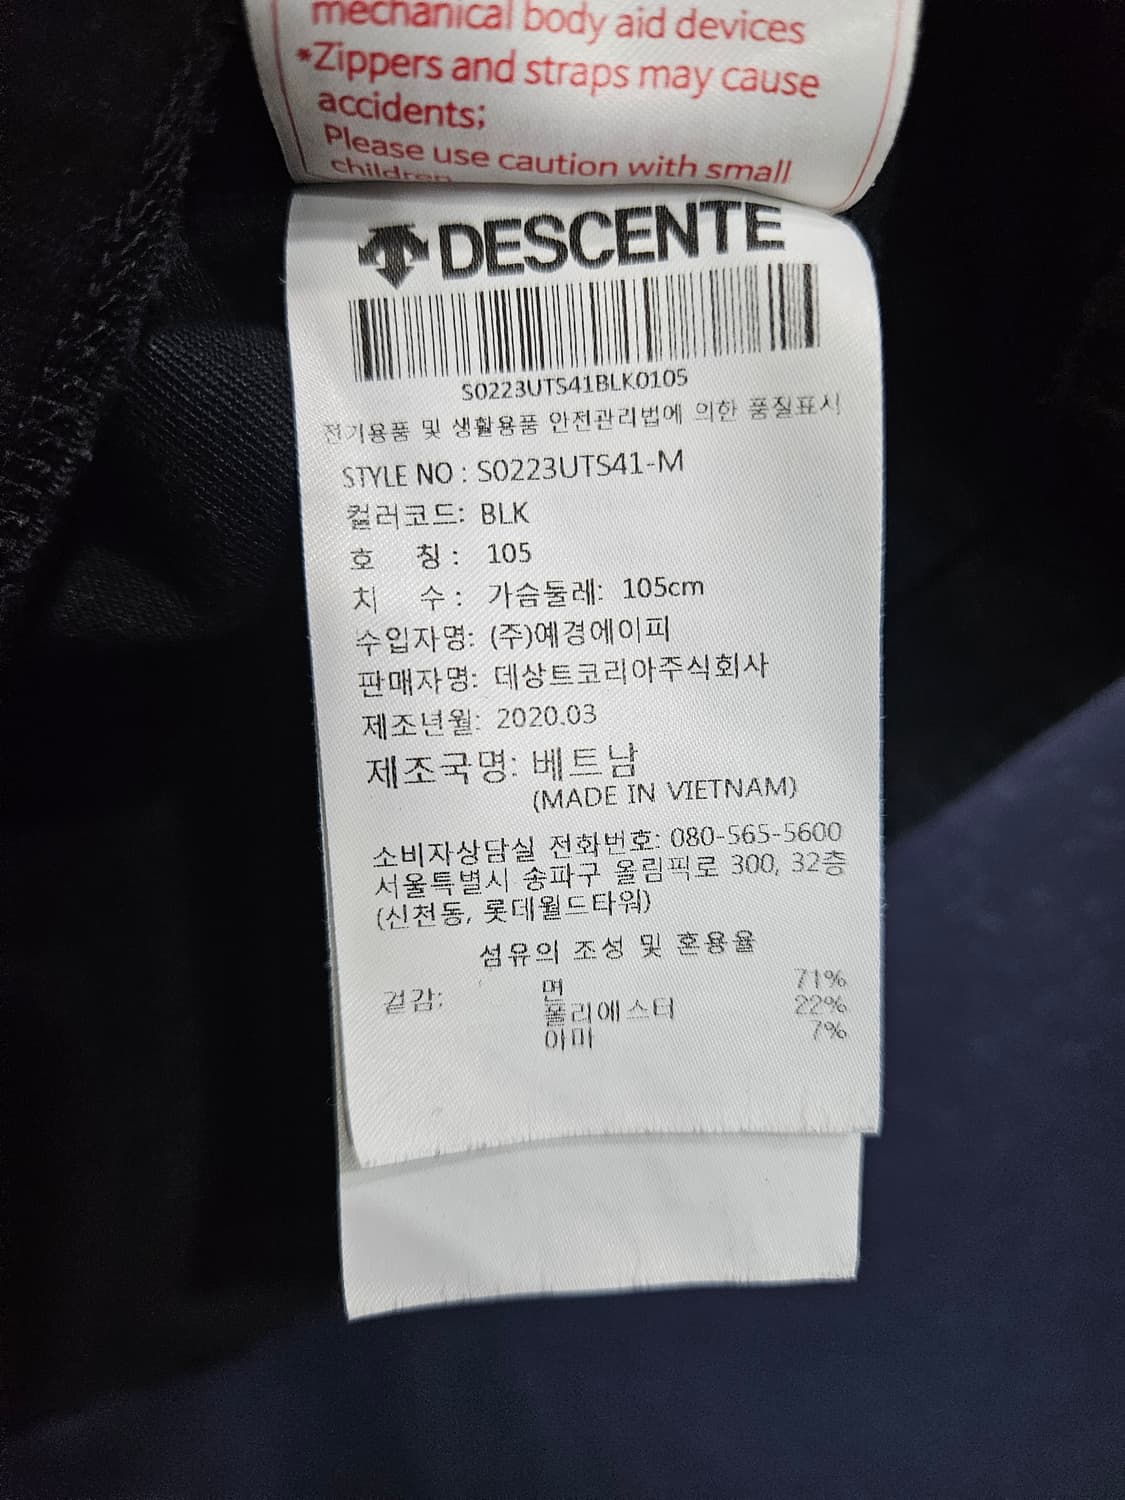 mechanical body aid devices
*Zippers and straps may cause
accidents;
Please use caution with small
children
DESCENTE
S0223UTS41BLK0105
전기용품 및 생활용품 안전관리법에 의한 품질표시
STYLE NO : S0223UTS41-M
컬러코드: BLK
호 칭 : 105
치 수 : 가슴둘레: 105cm
수입자명: (주)예경에이피
판매자명: 데상트코리아주식회사
제조년월: 2020.03
제조국명: 베트남
(MADE IN VIETNAM)
소비자상담실 전화번호: 080-565-5600
서울특별시 송파구 올림픽로 300, 32층
(신천동, 롯데월드타워)
섬유의 조성 및 혼용율
겉감: 면 71%
폴리에스터 22%
아마 7%